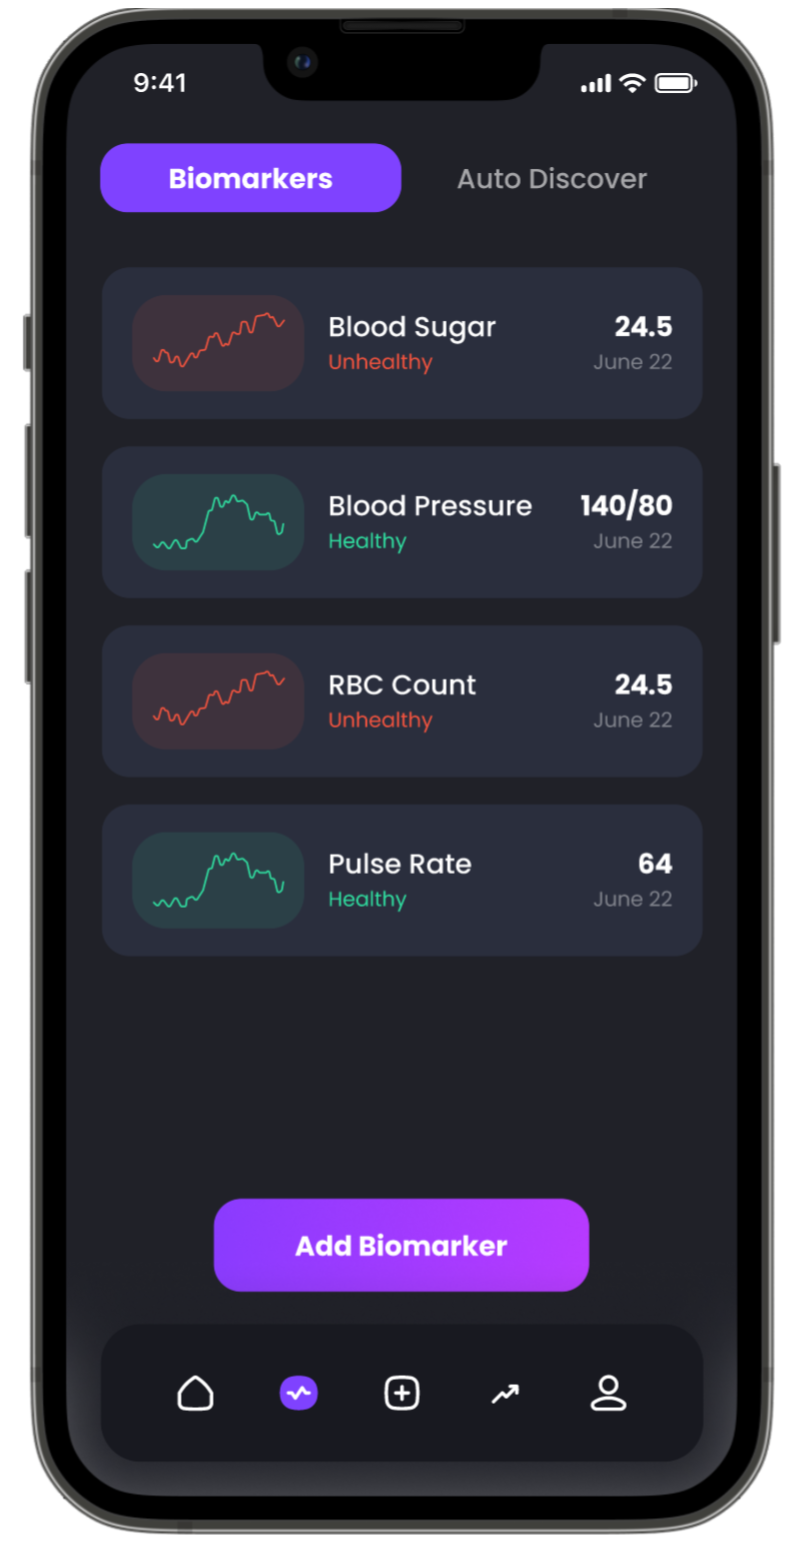 9:41
Biomarkers Auto Discover
Blood Sugar 24.5
Unhealthy June 22
Blood Pressure 140/80
Healthy June 22
RBC Count 24.5
Unhealthy June 22
Pulse Rate 64
Healthy June 22
Add Biomarker